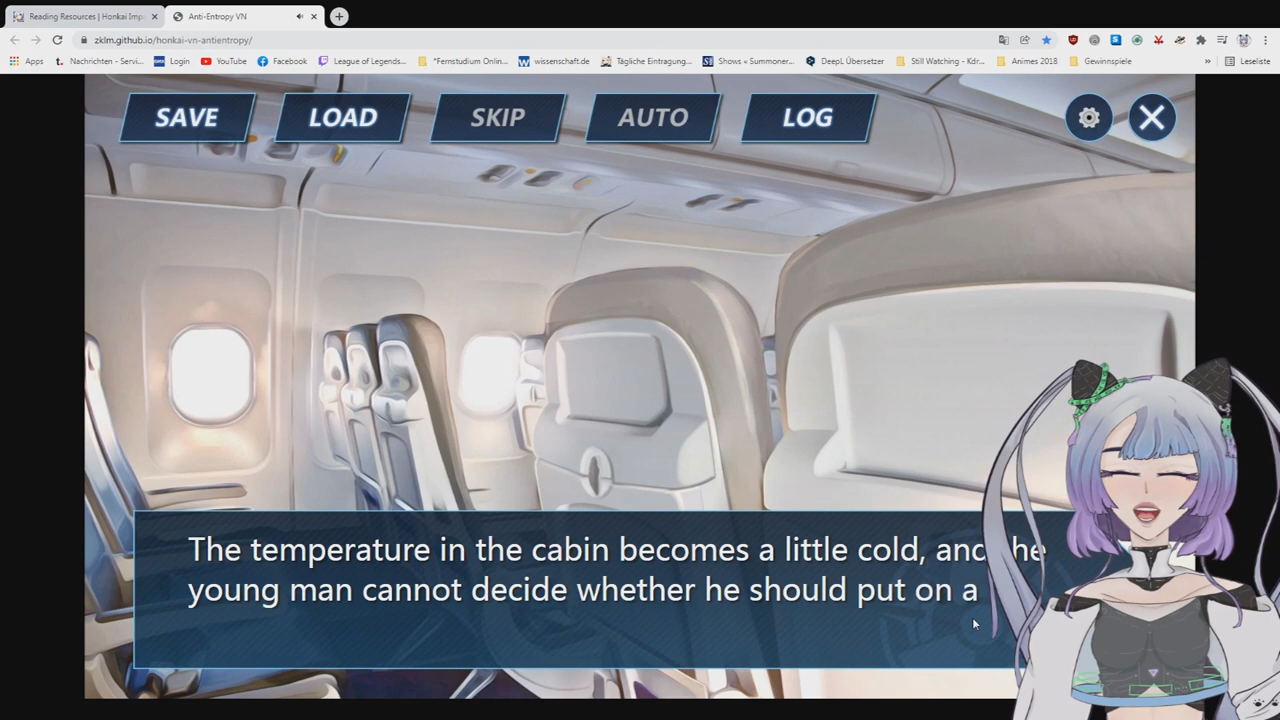 Reading Resources | Honkai Imp
Anti-Entropy VN
zklm.github.io/honkai-vn-antientropy/
Apps
Nachrichten - Servi...
Login
YouTube
Facebook
League of Legends...
*Fernstudium Onlin...
wissenschaft.de
Tägliche Eintragung...
Shows « Summoner...
DeepL Übersetzer
Still Watching - Kdr...
Animes 2018
Gewinnspiele
»
Leseliste
SAVE
LOAD
SKIP
AUTO
LOG
The temperature in the cabin becomes a little cold, and he
young man cannot decide whether he should put on a